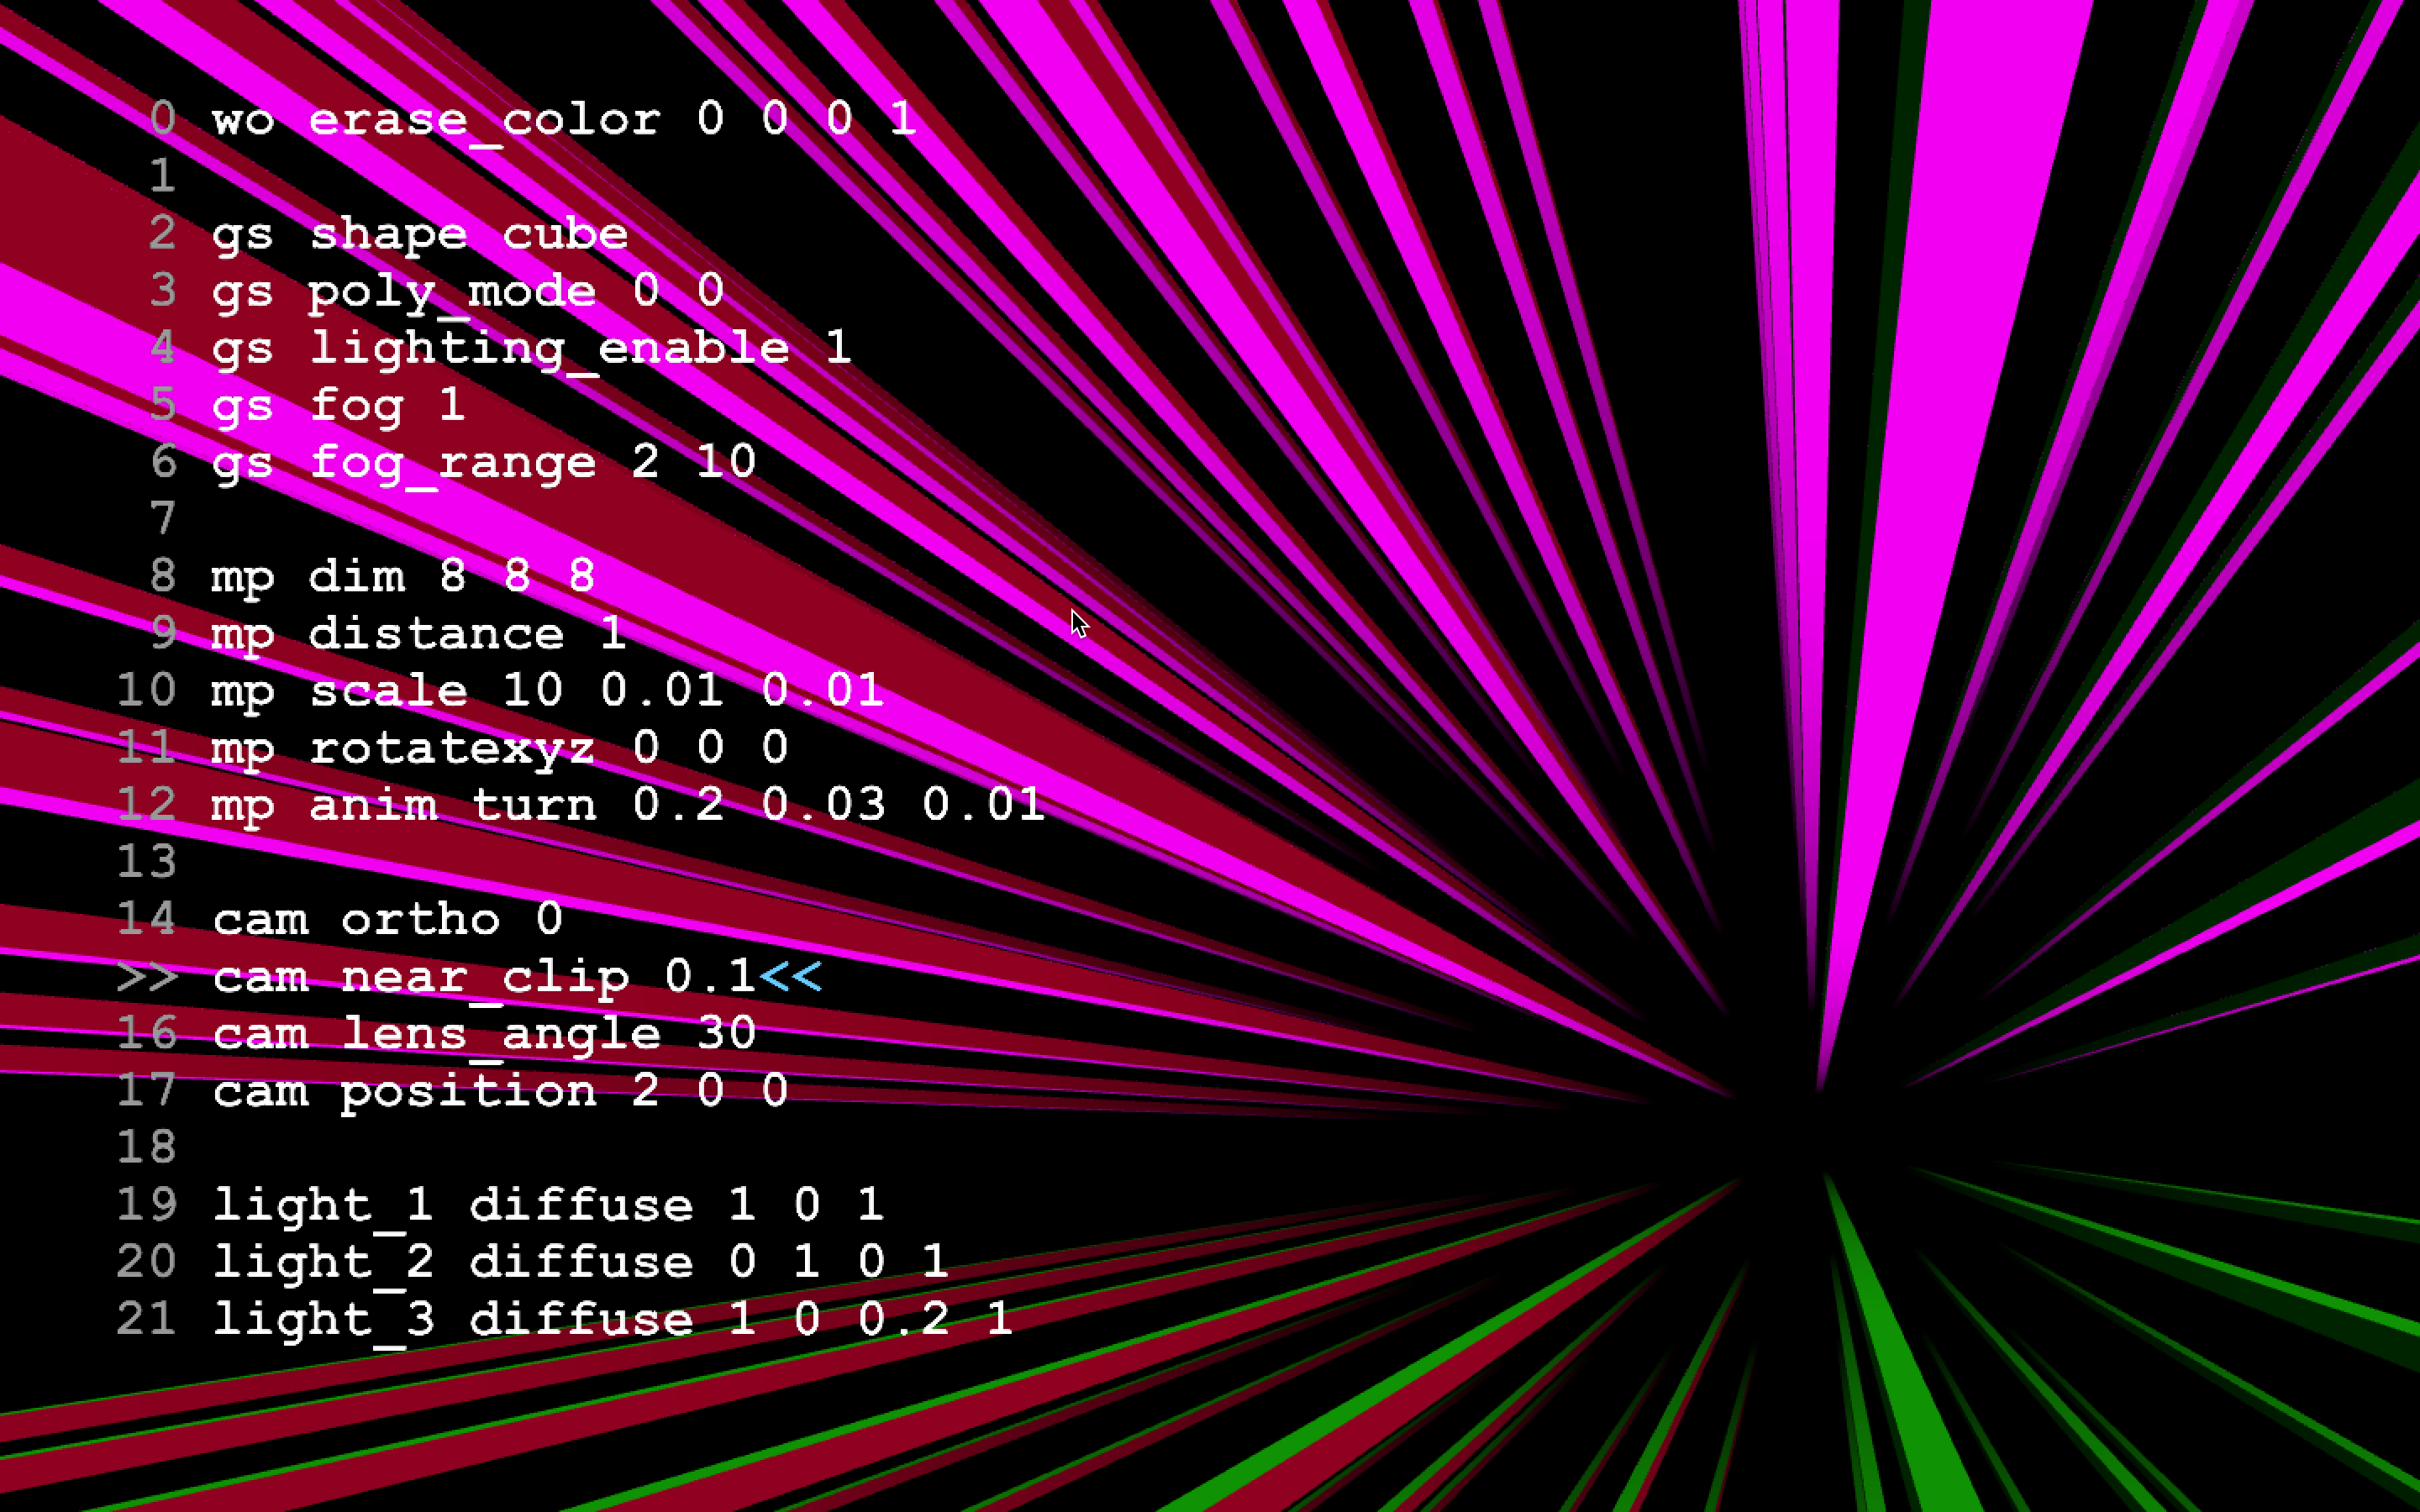 0 wo erase_color 0 0 0 1
1
2 gs shape cube
3 gs poly_mode 0 0
4 gs lighting_enable 1
5 gs fog 1
6 gs fog_range 2 10
7
8 mp dim 8 8 8
9 mp distance 1
10 mp scale 10 0.01 0.01
11 mp rotatexyz 0 0 0
12 mp anim turn 0.2 0.03 0.01
13
14 cam ortho 0
>> cam near_clip 0.1<<
16 cam lens_angle 30
17 cam position 2 0 0
18
19 light_1 diffuse 1 0 1
20 light_2 diffuse 0 1 0 1
21 light_3 diffuse 1 0 0.2 1